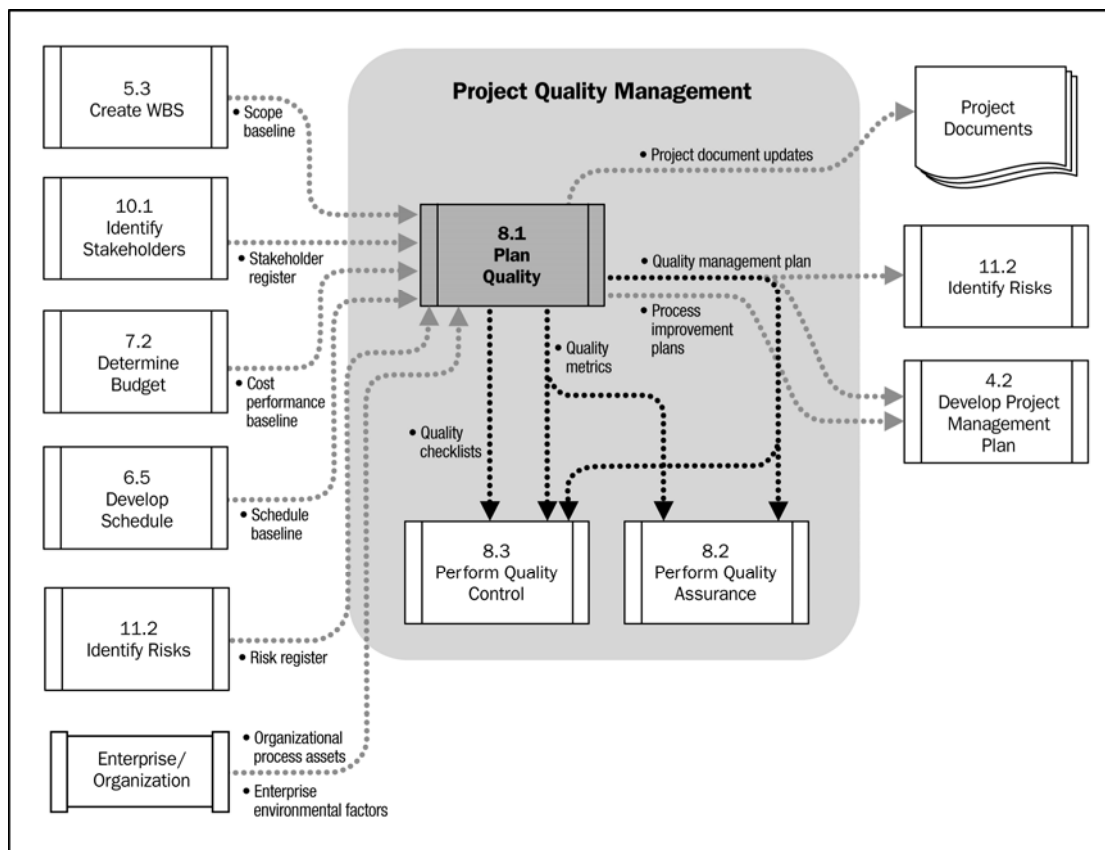 Project Quality Management
5.3
Create WBS
• Scope
baseline
10.1
Identify
Stakeholders
• Stakeholder
register
7.2
Determine
Budget
• Cost
performance
baseline
6.5
Develop
Schedule
• Schedule
baseline
11.2
Identify Risks
• Risk register
Enterprise/
Organization
• Organizational
process assets
• Enterprise
environmental factors
8.1
Plan
Quality
• Project document updates
• Quality management plan
• Process
improvement
plans
• Quality
metrics
• Quality
checklists
8.3
Perform Quality
Control
8.2
Perform Quality
Assurance
Project
Documents
11.2
Identify Risks
4.2
Develop Project
Management
Plan